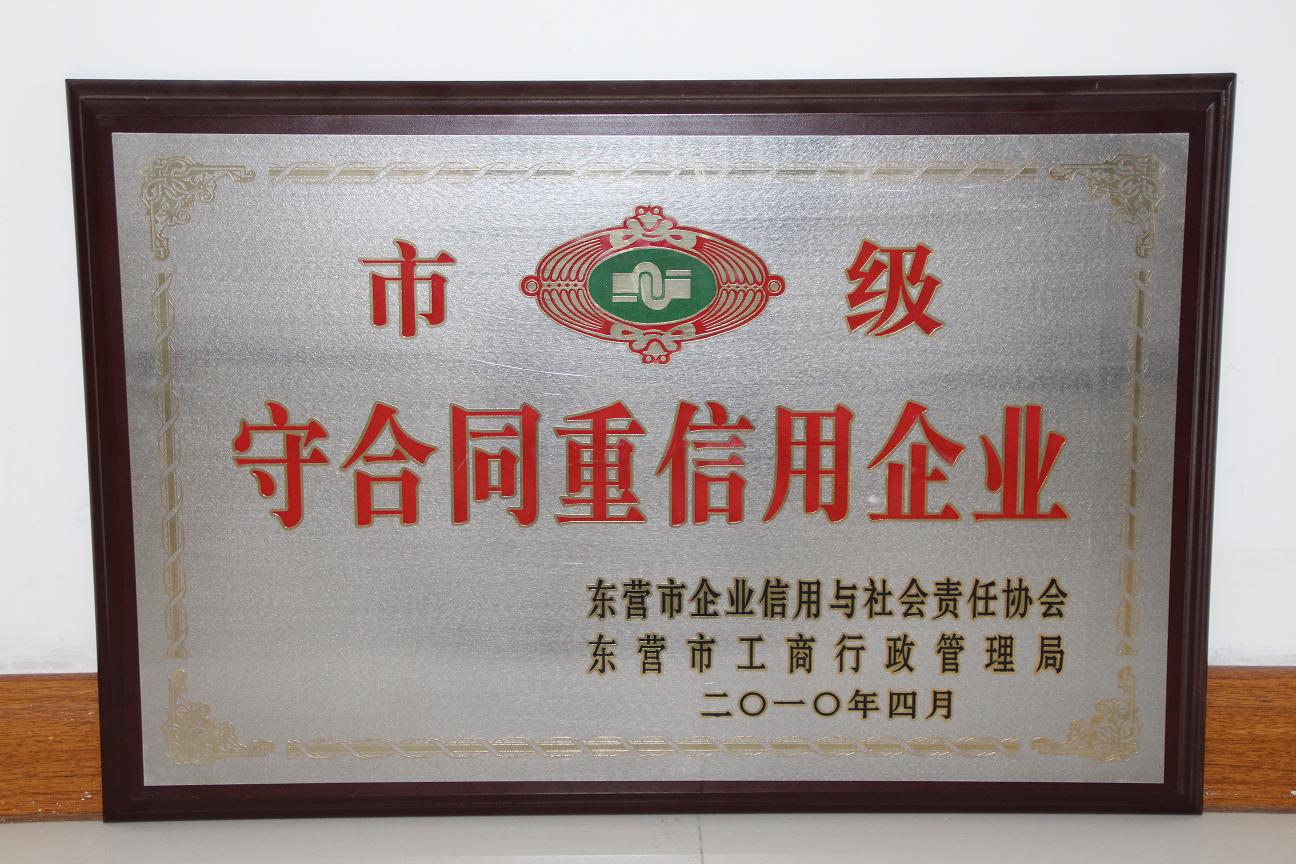 市 级
守合同重信用企业
东营市企业信用与社会责任协会
东营市工商行政管理局
二〇一〇年四月